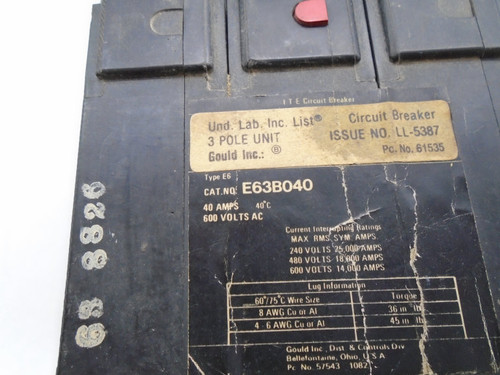 I T E Circuit Breaker
Und. Lab. Inc. List® Circuit Breaker
3 POLE UNIT ISSUE NO. LL-5387
Gould Inc.: ® Pc. No. 61535
Type E6
CAT. NO. E63B040
40 AMPS 40°C
600 VOLTS AC
Current Interrupting Ratings
MAX. RMS. SYM. AMPS
240 VOLTS 25,000 AMPS
480 VOLTS 18,000 AMPS
600 VOLTS 14,000 AMPS
Lug Information
60°/75°C Wire Size Torque
8 AWG Cu or Al 36 in lb
4 - 6 AWG Cu or Al 45 in lb
Gould Inc., Dist. & Controls Div.
Bellefontaine, Ohio, U.S.A
Pc. No 57543 1082
8826